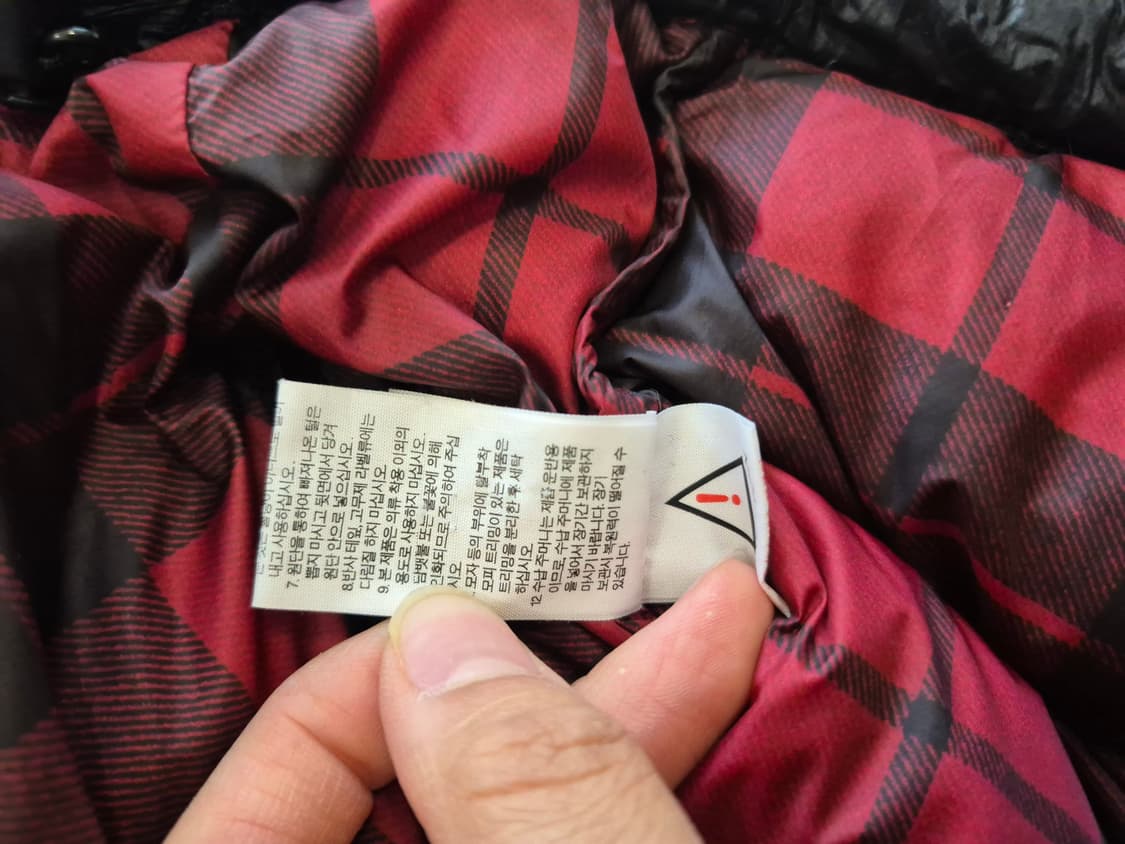 내고 사용하십시오.
7. 원단을 통하여 빠져나온 털은
뽑지 마시고 뒷면에서 당겨
원단 안으로 넣으십시오.
8.반사 테잎, 고무제 라벨류에는
다림질 하지 마십시오.
9. 본 제품은 의류 착용 이외의
용도로 사용하지 마십시오.
담뱃불 또는 불꽃에 의해
인화되므로 주의하여 주십
시오.
모자 등의 부위에 탈부착
모피 트리밍이 있는 제품은
트리밍을 분리한 후 세탁
하십시오.
12.수납 주머니는 제품 운반용
이므로, 수납 주머니에 제품
을 넣어서 장기간 보관하지
마시기 바랍니다. 장기
보관시 복원력이 떨어질 수
있습니다.